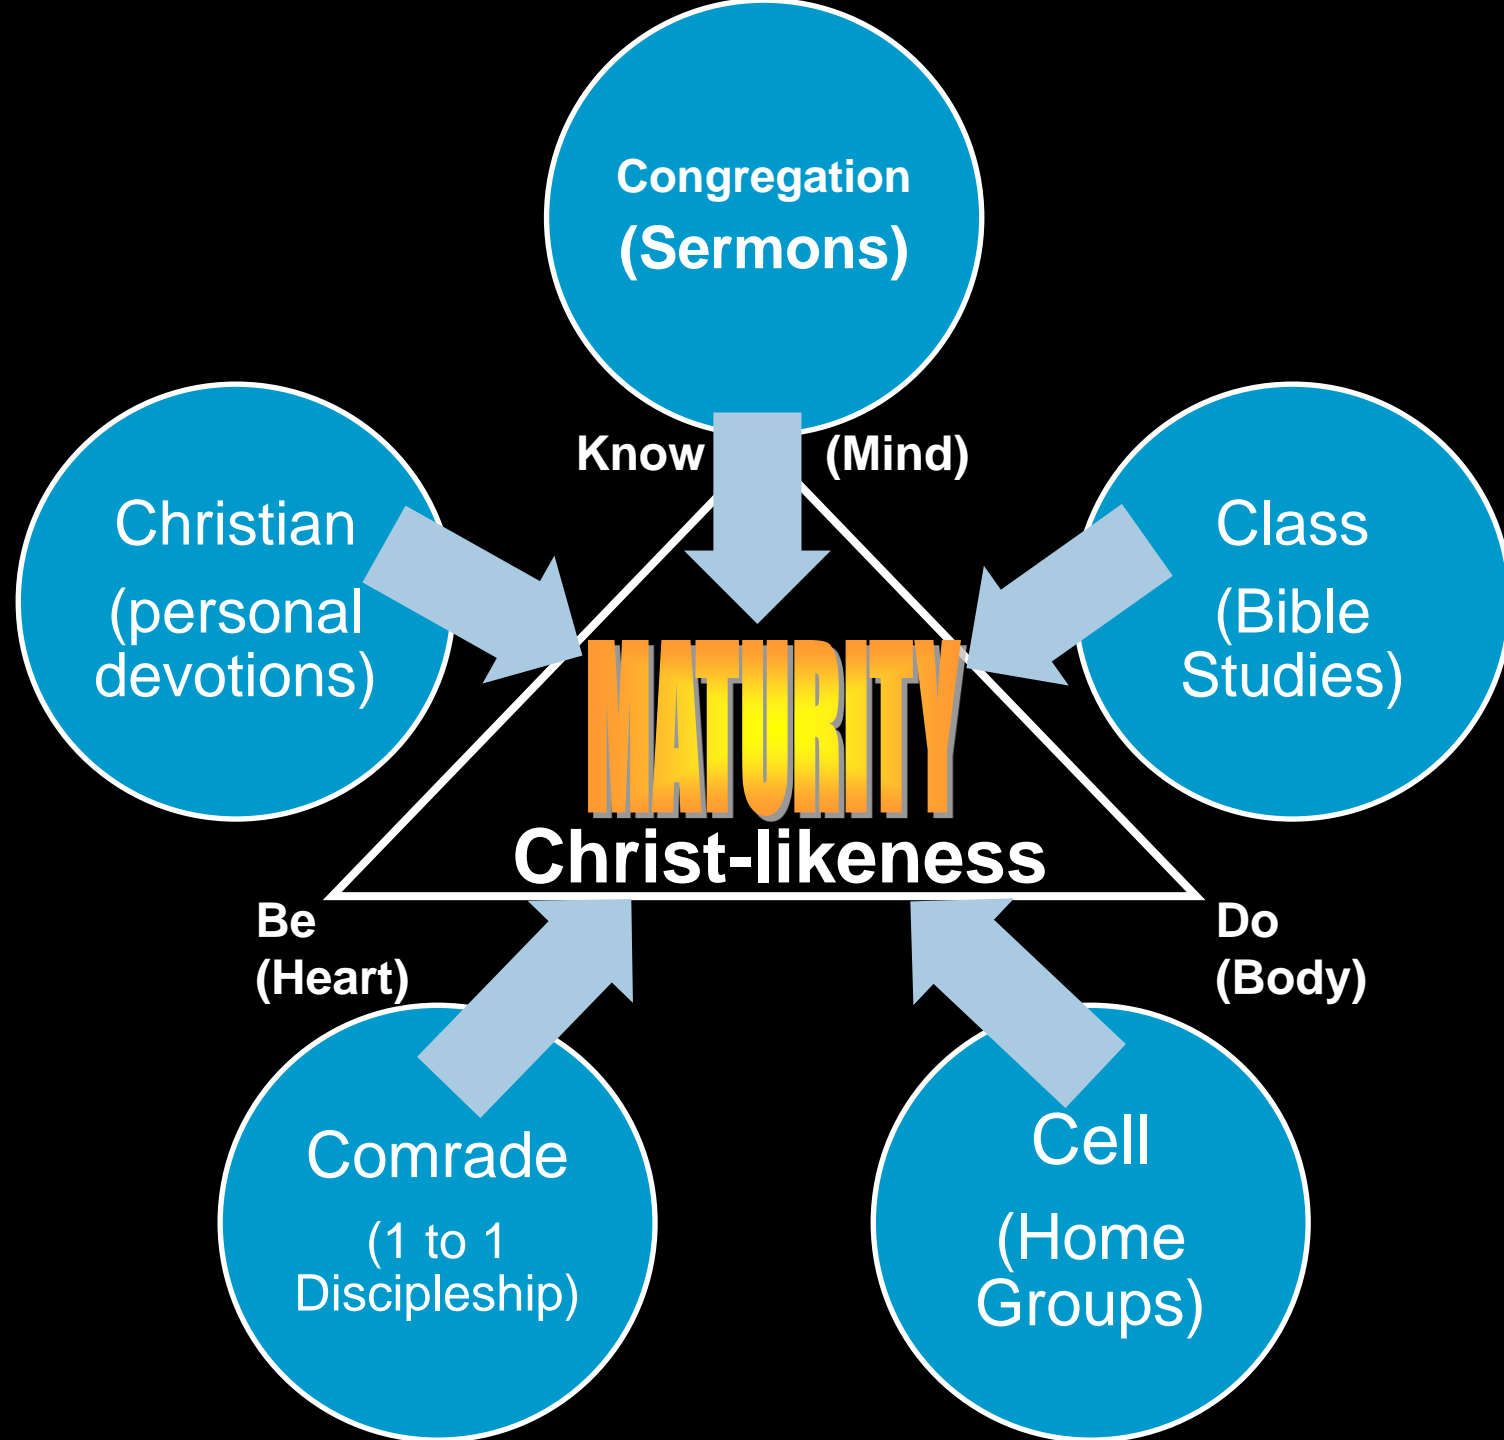 Congregation
(Sermons)
Know (Mind)
Christian
(personal
devotions)
Class
(Bible
Studies)
MATURITY
Christ-likeness
Be
(Heart)
Do
(Body)
Comrade
(1 to 1
Discipleship)
Cell
(Home
Groups)